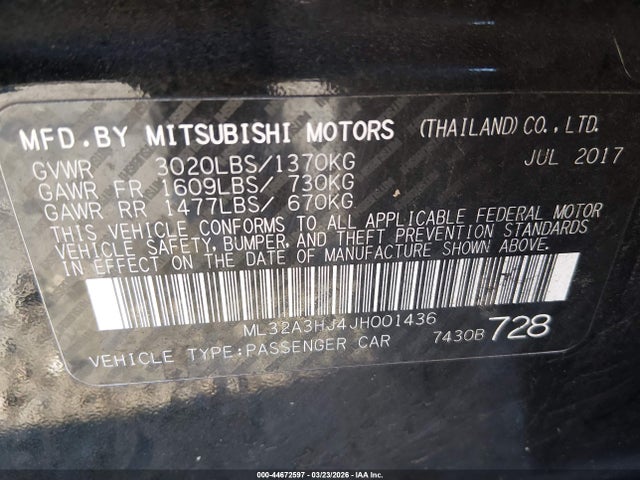 MFD.BY MITSUBISHI MOTORS (THAILAND)CO.,LTD.
GVWR 3020LBS/1370KG JUL 2017
GAWR FR 1609LBS/ 730KG
GAWR RR 1477LBS/ 670KG
THIS VEHICLE CONFORMS TO ALL APPLICABLE FEDERAL MOTOR
VEHICLE SAFETY, BUMPER, AND THEFT PREVENTION STANDARDS
IN EFFECT ON THE DATE OF MANUFACTURE SHOWN ABOVE.
ML32A3HJ4JH001436
VEHICLE TYPE:PASSENGER CAR 7430B 728
000-44672597 - 03/23/2026 - IAA Inc.